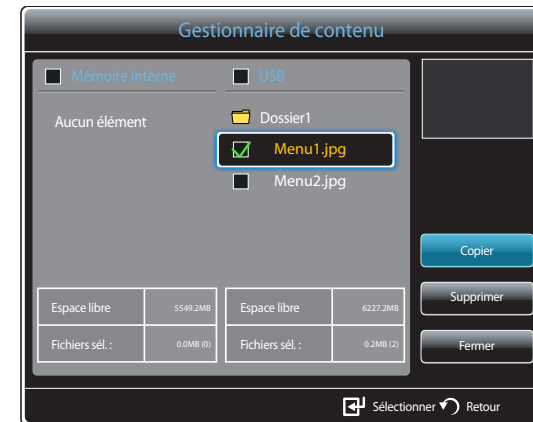 Gestionnaire de contenu
Mémoire interne
USB
Aucun élément
Dossier1
Menu1.jpg
Menu2.jpg
Copier
Supprimer
Fermer
Espace libre 5549.2MB
Espace libre 6227.2MB
Fichiers sél. : 0.0MB (0)
Fichiers sél. : 0.2MB (2)
Sélectionner Retour